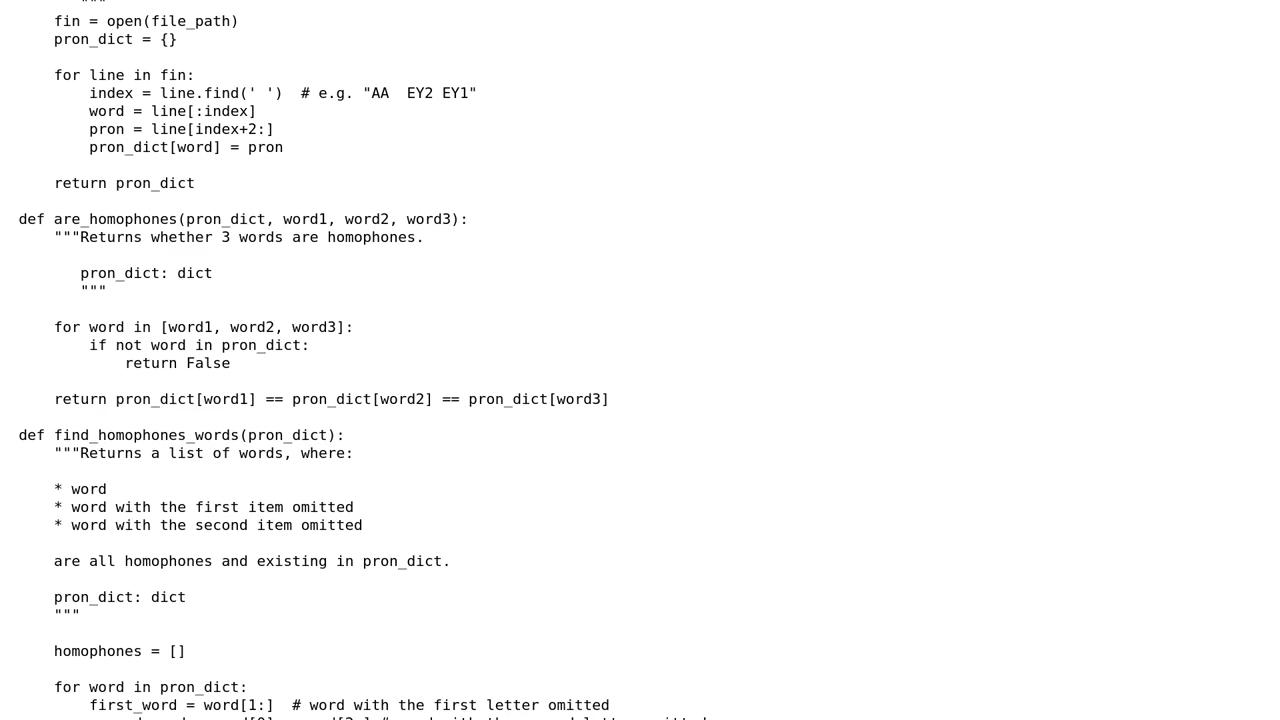 """
fin = open(file_path)
pron_dict = {}
for line in fin:
index = line.find(' ')  # e.g. "AA  EY2 EY1"
word = line[:index]
pron = line[index+2:]
pron_dict[word] = pron
return pron_dict
def are_homophones(pron_dict, word1, word2, word3):
"""Returns whether 3 words are homophones.
pron_dict: dict
"""
for word in [word1, word2, word3]:
if not word in pron_dict:
return False
return pron_dict[word1] == pron_dict[word2] == pron_dict[word3]
def find_homophones_words(pron_dict):
"""Returns a list of words, where:
* word
* word with the first item omitted
* word with the second item omitted
are all homophones and existing in pron_dict.
pron_dict: dict
"""
homophones = []
for word in pron_dict:
first_word = word[1:]  # word with the first letter omitted